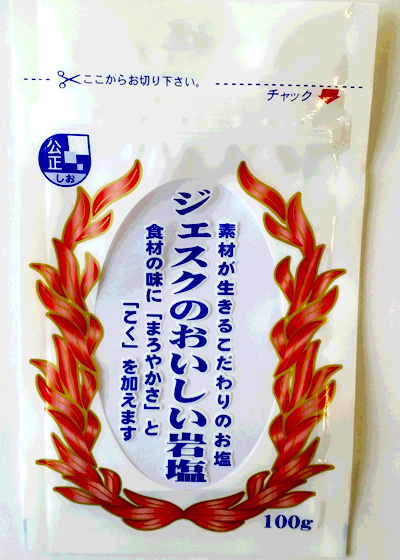 ここからお切り下さい。
チャック
公正
しお
素材が生きるこだわりのお塩
ジェスクのおいしい岩塩
食材の味に「まろやかさ」と
「こく」を加えます
100g